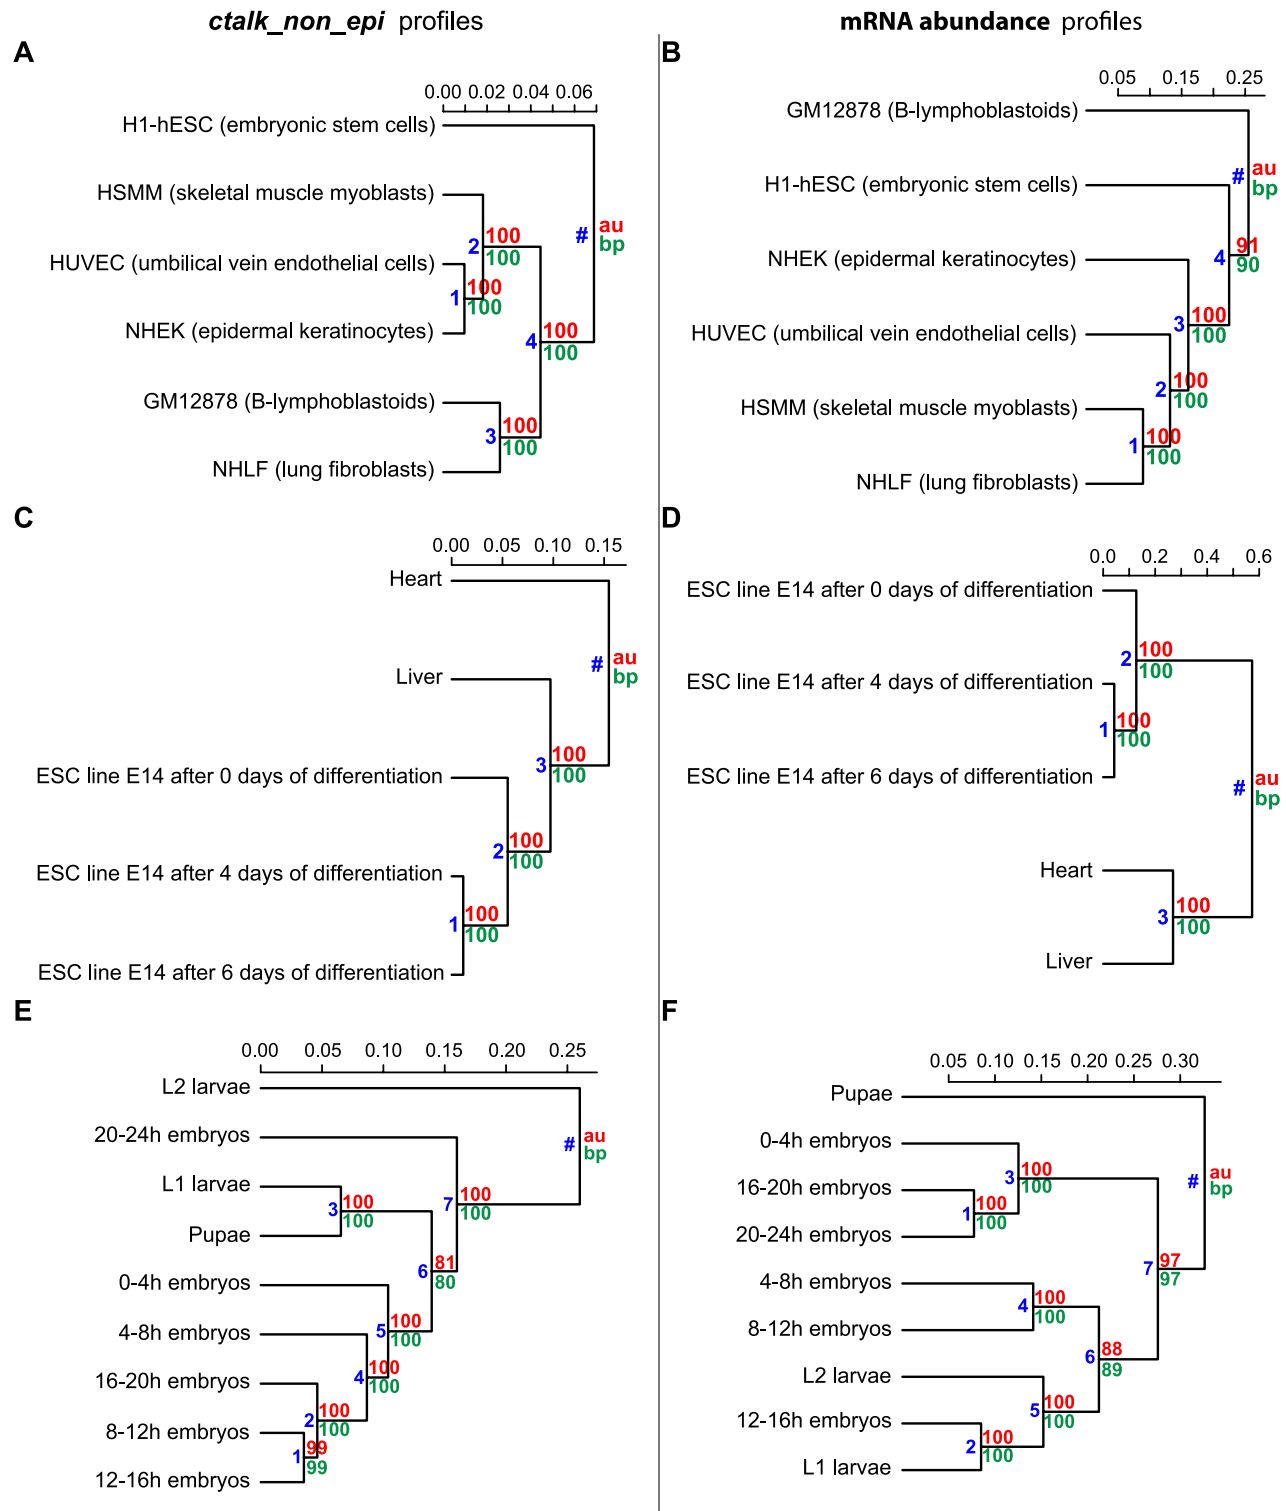 ctalk_non_epi profiles
mRNA abundance profiles
A
0.00 0.02 0.04 0.06
H1-hESC (embryonic stem cells)
HSMM (skeletal muscle myoblasts)
HUVEC (umbilical vein endothelial cells)
NHEK (epidermal keratinocytes)
GM12878 (B-lymphoblastoids)
NHLF (lung fibroblasts)
# au
bp
2 100
100
1 100
100
4 100
100
3 100
100
B
0.05 0.15 0.25
GM12878 (B-lymphoblastoids)
H1-hESC (embryonic stem cells)
NHEK (epidermal keratinocytes)
HUVEC (umbilical vein endothelial cells)
HSMM (skeletal muscle myoblasts)
NHLF (lung fibroblasts)
# au
bp
4 91
90
3 100
100
2 100
100
1 100
100
C
0.00 0.05 0.10 0.15
Heart
Liver
ESC line E14 after 0 days of differentiation
ESC line E14 after 4 days of differentiation
ESC line E14 after 6 days of differentiation
# au
bp
3 100
100
2 100
100
1 100
100
D
0.0 0.2 0.4 0.6
ESC line E14 after 0 days of differentiation
ESC line E14 after 4 days of differentiation
ESC line E14 after 6 days of differentiation
Heart
Liver
2 100
100
1 100
100
# au
bp
3 100
100
E
0.00 0.05 0.10 0.15 0.20 0.25
L2 larvae
20-24h embryos
L1 larvae
Pupae
0-4h embryos
4-8h embryos
16-20h embryos
8-12h embryos
12-16h embryos
# au
bp
3 100
100
7 100
100
6 81
80
5 100
100
4 100
100
2 100
100
1 99
99
F
0.05 0.10 0.15 0.20 0.25 0.30
Pupae
0-4h embryos
16-20h embryos
20-24h embryos
4-8h embryos
8-12h embryos
L2 larvae
12-16h embryos
L1 larvae
# au
bp
3 100
100
1 100
100
7 97
97
4 100
100
6 88
89
5 100
100
2 100
100